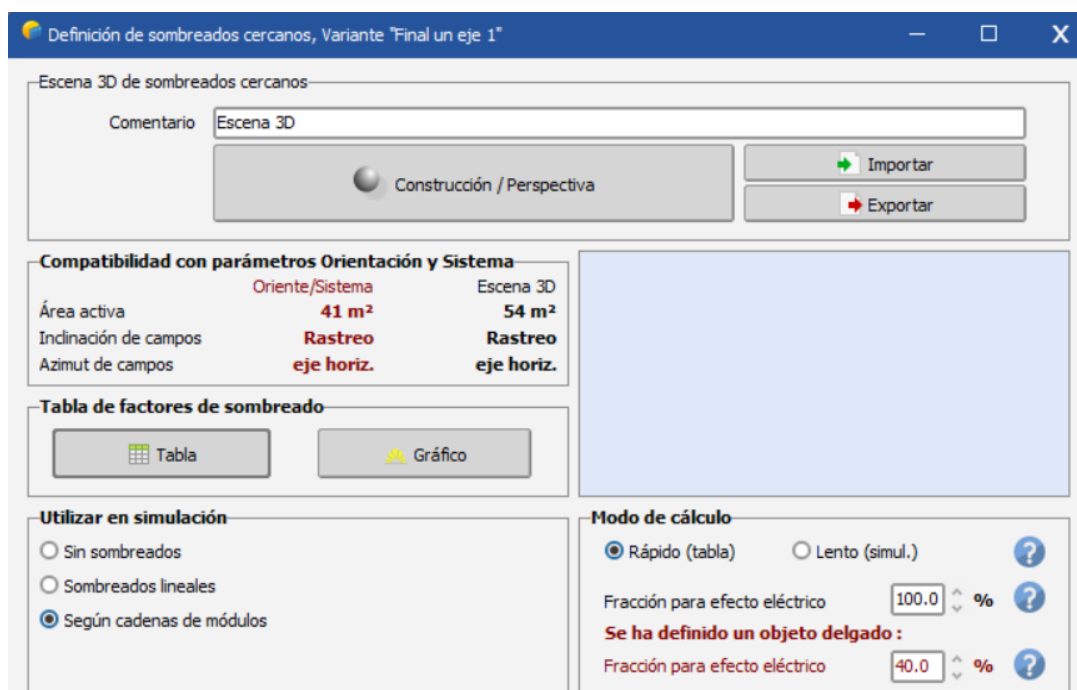 Definición de sombreados cercanos, Variante "Final un eje 1"
Escena 3D de sombreados cercanos
Comentario Escena 3D
Construcción / Perspectiva
Importar
Exportar
Compatibilidad con parámetros Orientación y Sistema
Oriente/Sistema Escena 3D
Área activa 41 m² 54 m²
Inclinación de campos Rastreo Rastreo
Azimut de campos eje horiz. eje horiz.
Tabla de factores de sombreado
Tabla Gráfico
Utilizar en simulación
Sin sombreados
Sombreados lineales
Según cadenas de módulos
Modo de cálculo
Rápido (tabla) Lento (simul.) ?
Fracción para efecto eléctrico 100.0 % ?
Se ha definido un objeto delgado :
Fracción para efecto eléctrico 40.0 % ?